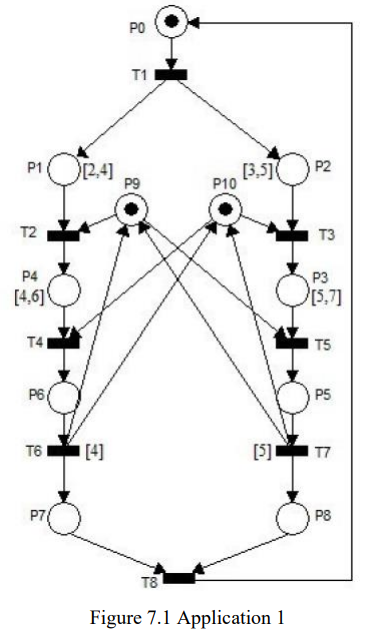 P0
T1
P1 [2,4] [3,5] P2
P9 P10
T2 T3
P4 P3
[4,6] [5,7]
T4 T5
P6 P5
T6 [4] [5] T7
P7 P8
T8
Figure 7.1 Application 1